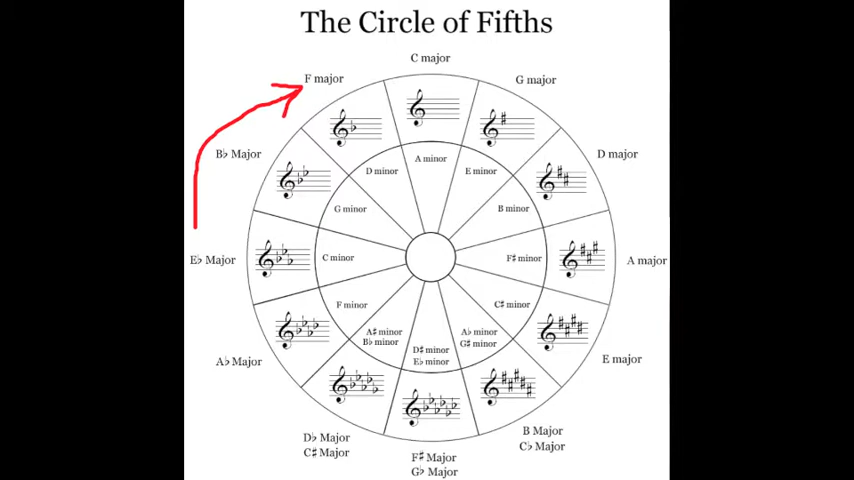 The Circle of Fifths
C major
F major
G major
B♭ Major
D major
A minor
D minor
E minor
G minor
B minor
E♭ Major
C minor
F♯ minor
A major
F minor
C♯ minor
A♯ minor
B♭ minor
A♭ minor
G♯ minor
D♯ minor
E♭ minor
A♭ Major
E major
D♭ Major
C♯ Major
B Major
C♭ Major
F♯ Major
G♭ Major